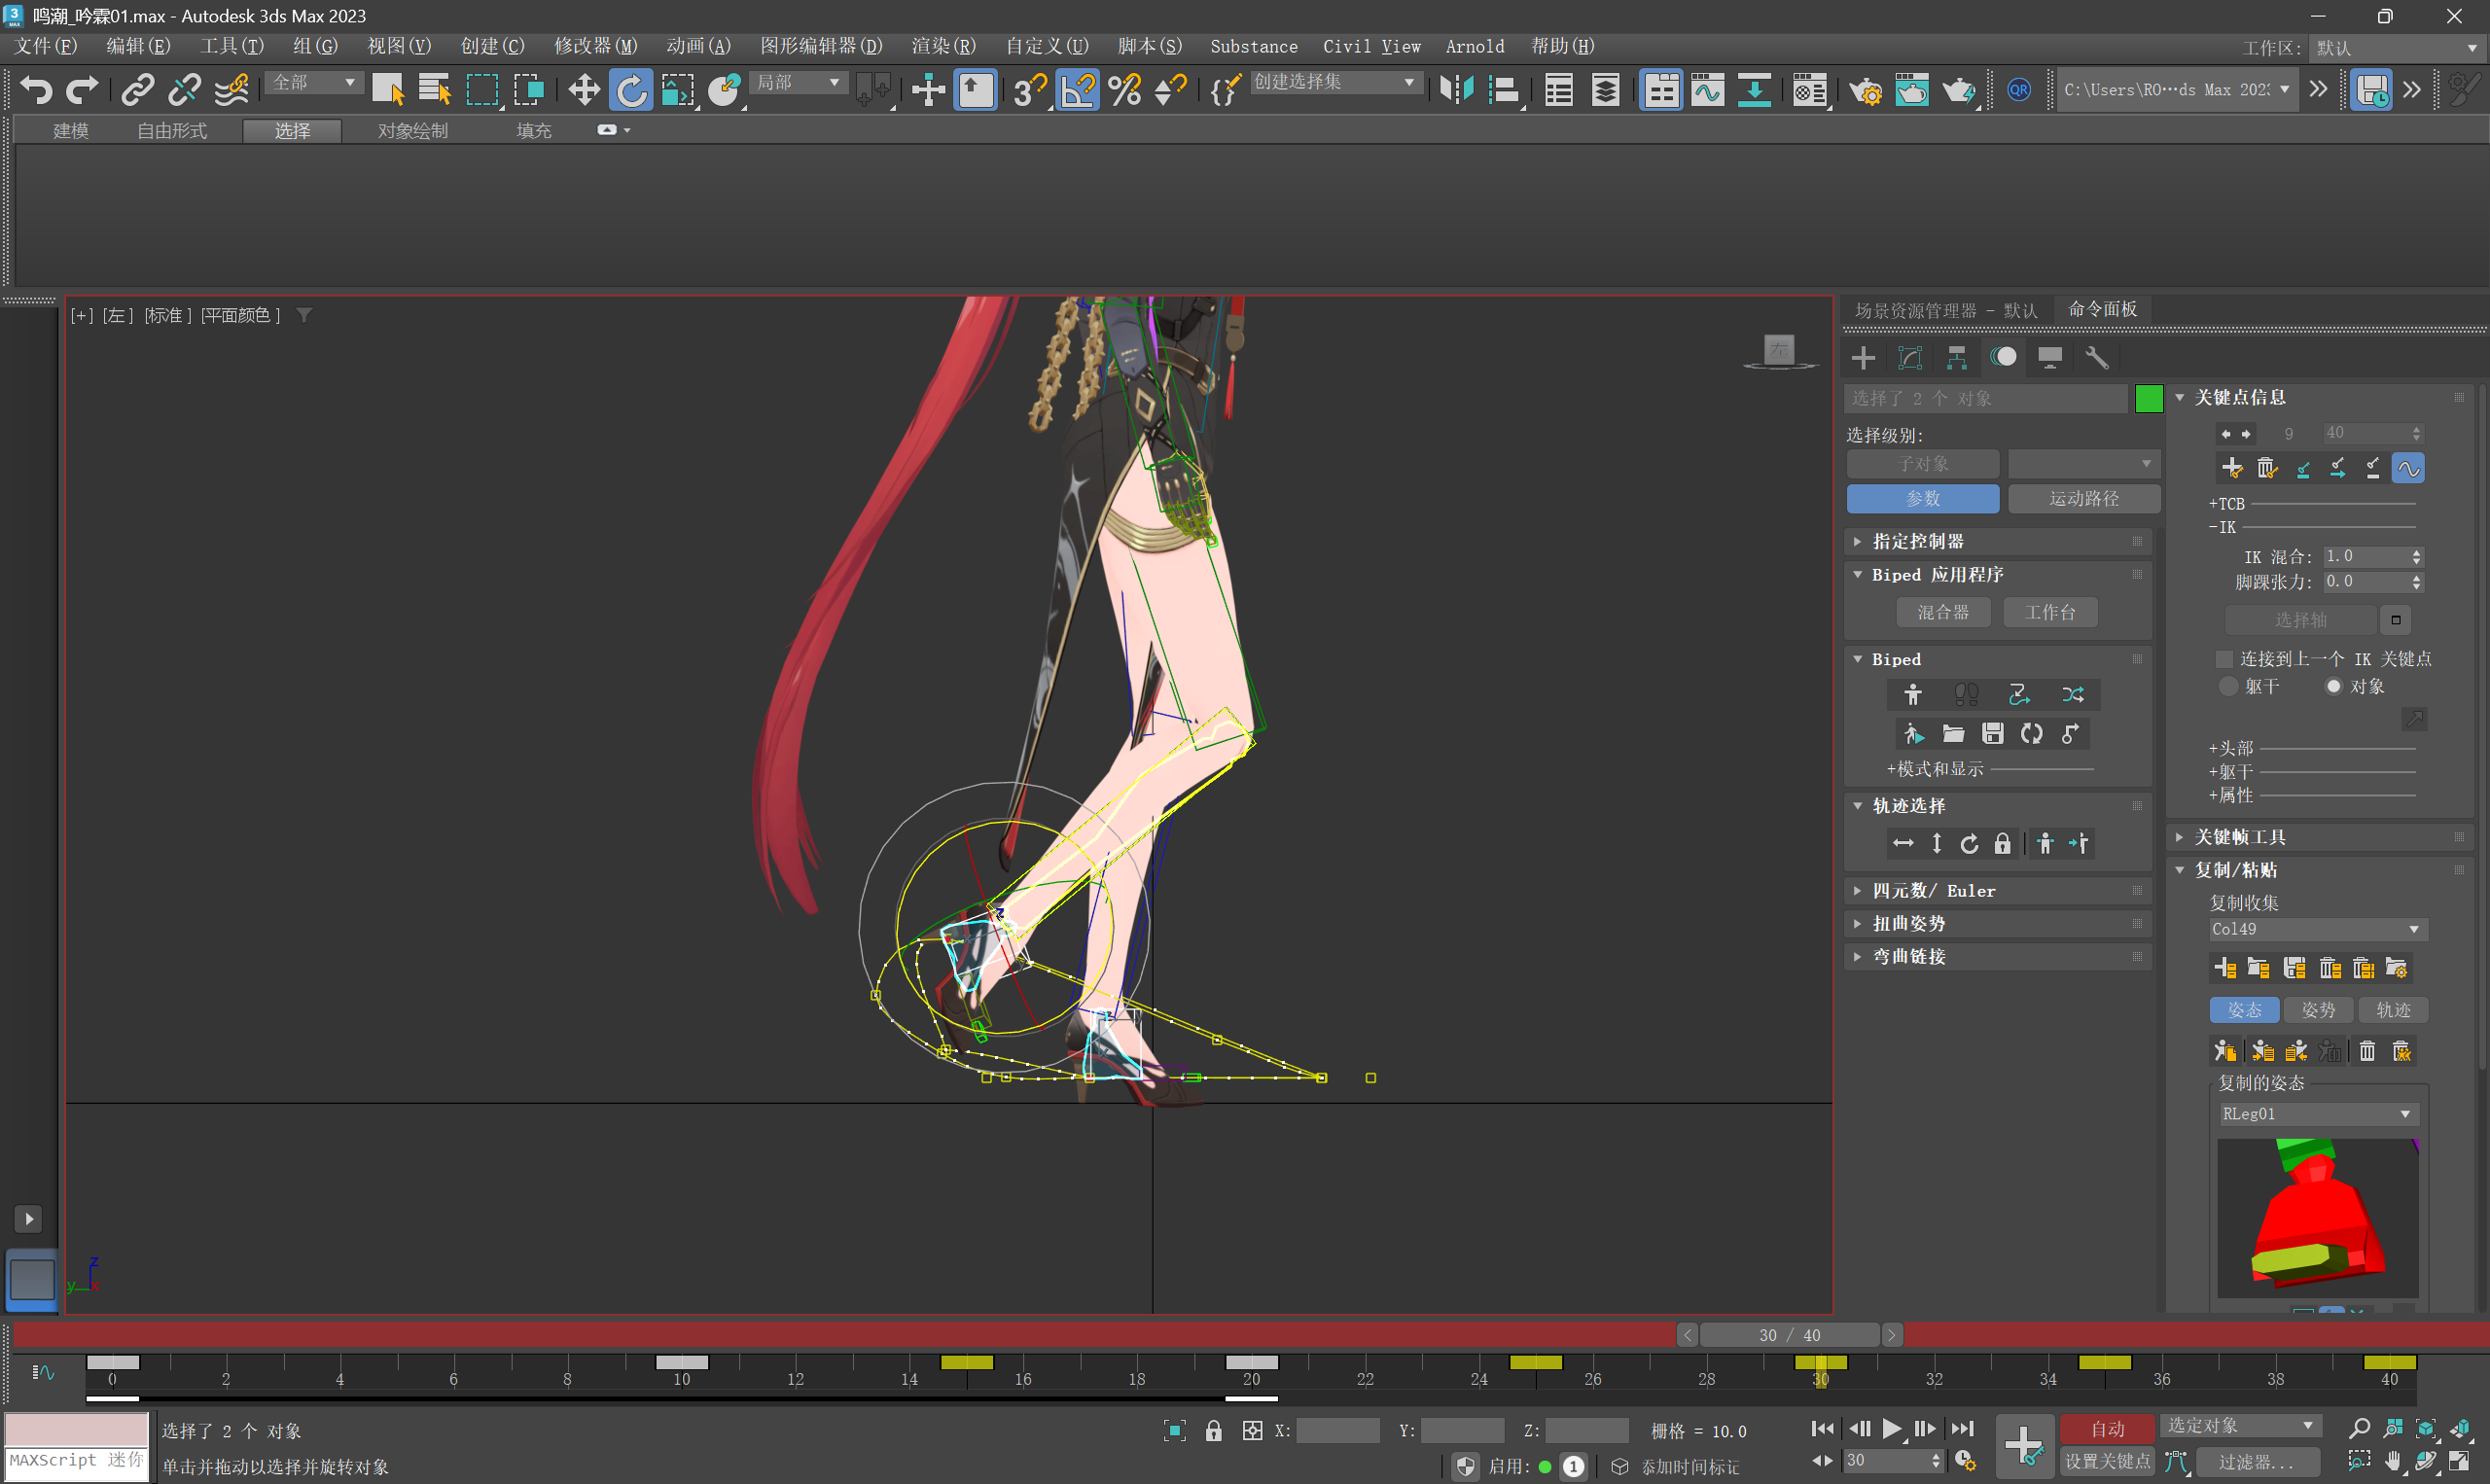 鸣潮_吟霖01.max - Autodesk 3ds Max 2023
文件(F) 编辑(E) 工具(T) 组(G) 视图(V) 创建(C) 修改器(M) 动画(A) 图形编辑器(D) 渲染(R) 自定义(U) 脚本(S) Substance Civil View Arnold 帮助(H)
工作区: 默认
全部 局部 创建选择集 QR C:\Users\RO···ds Max 202
建模 自由形式 选择 对象绘制 填充
[+] [左] [标准] [平面颜色]
左
场景资源管理器 - 默认 命令面板
选择了 2 个 对象
选择级别:
子对象
参数 运动路径
指定控制器
Biped 应用程序
混合器 工作台
Biped
+模式和显示
轨迹选择
四元数/ Euler
扭曲姿势
弯曲链接
关键点信息
9 40
+TCB
-IK
IK 混合: 1.0
脚踝张力: 0.0
选择轴
连接到上一个 IK 关键点
躯干 对象
+头部
+躯干
+属性
关键帧工具
复制/粘贴
复制收集
Col49
姿态 姿势 轨迹
复制的姿态
RLeg01
z
y x
30 / 40
0 2 4 6 8 10 12 14 16 18 20 22 24 26 28 30 32 34 36 38 40
选择了 2 个 对象
X: Y: Z: 栅格 = 10.0
自动 选定对象
MAXScript 迷你
单击并拖动以选择并旋转对象
启用: 1 添加时间标记
30
设置关键点 过滤器...